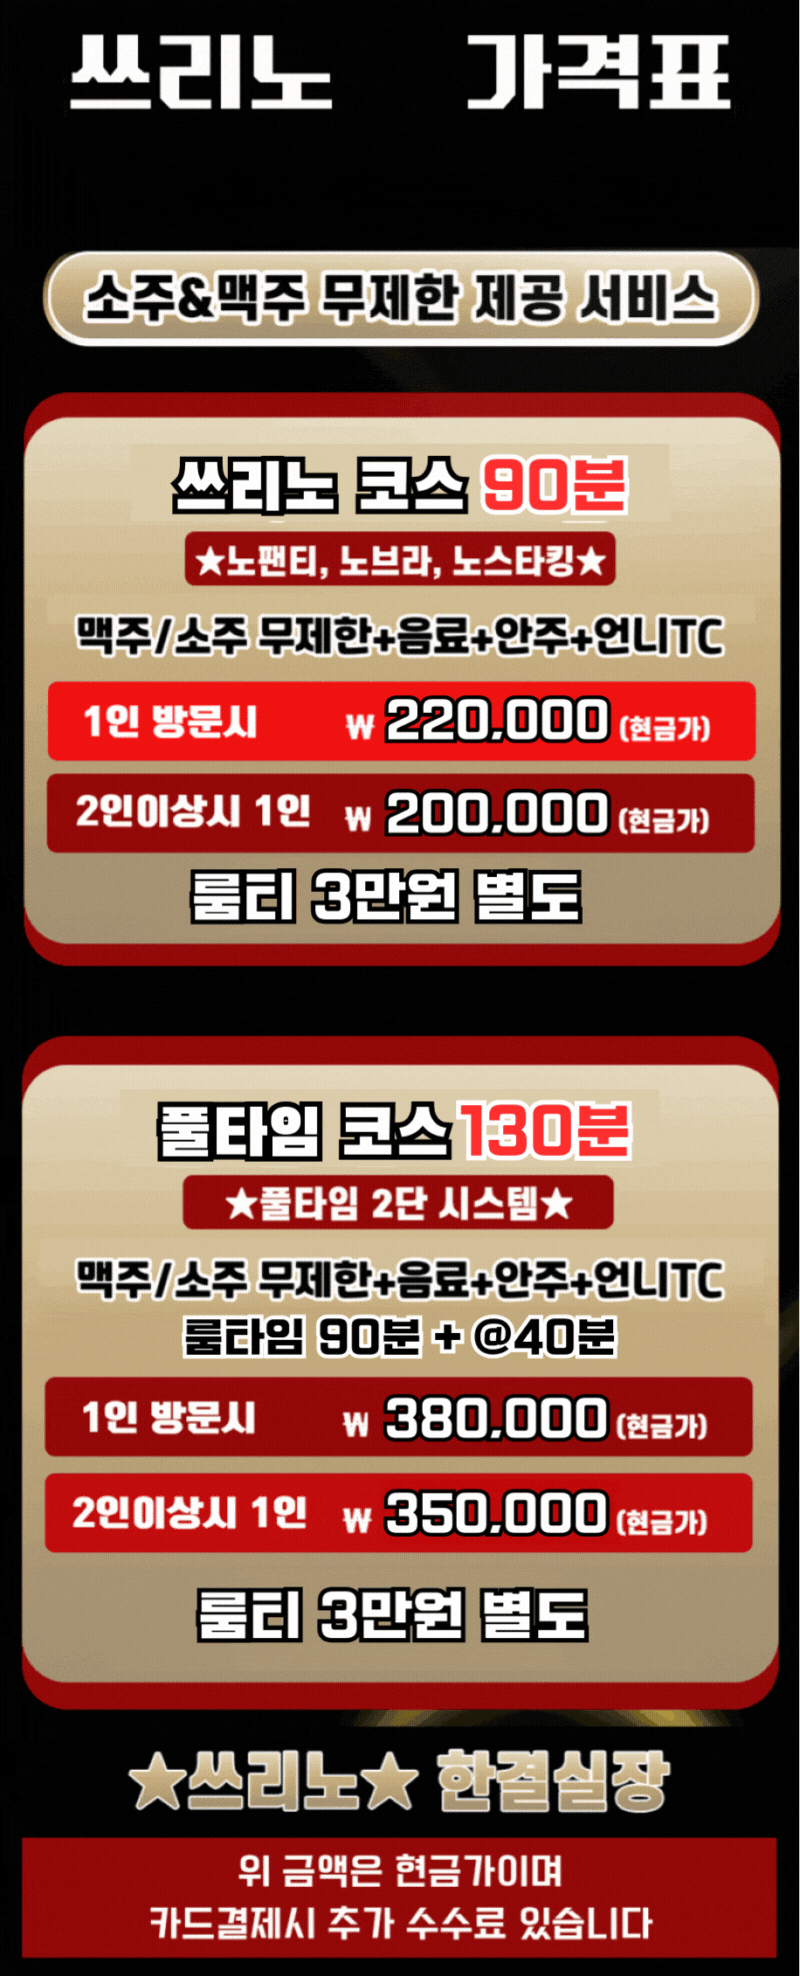 쓰리노 가격표
소주&맥주 무제한 제공 서비스
쓰리노 코스 90분
★노팬티, 노브라, 노스타킹★
맥주/소주 무제한+음료+안주+언니TC
1인 방문시 ₩ 220,000 (현금가)
2인이상시 1인 ₩ 200,000 (현금가)
룸티 3만원 별도
풀타임 코스 130분
★풀타임 2단 시스템★
맥주/소주 무제한+음료+안주+언니TC
룸타임 90분 + @40분
1인 방문시 ₩ 380,000 (현금가)
2인이상시 1인 ₩ 350,000 (현금가)
룸티 3만원 별도
★쓰리노★ 한결실장
위 금액은 현금가이며
카드결제시 추가 수수료 있습니다